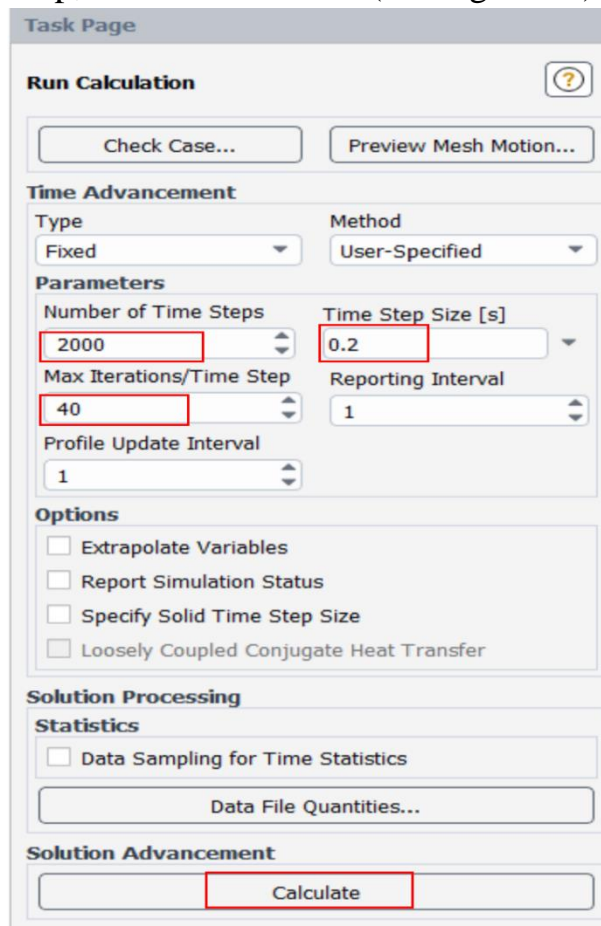 Task Page
Run Calculation
?
Check Case... Preview Mesh Motion...
Time Advancement
Type Method
Fixed User-Specified
Parameters
Number of Time Steps Time Step Size [s]
2000 0.2
Max Iterations/Time Step Reporting Interval
40 1
Profile Update Interval
1
Options
Extrapolate Variables
Report Simulation Status
Specify Solid Time Step Size
Loosely Coupled Conjugate Heat Transfer
Solution Processing
Statistics
Data Sampling for Time Statistics
Data File Quantities...
Solution Advancement
Calculate